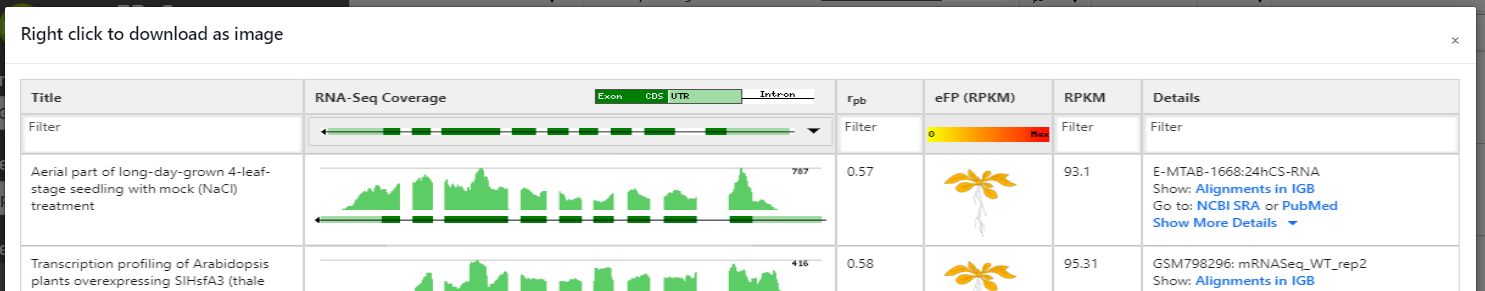 Right click to download as image
×
Title
RNA-Seq Coverage
Exon CDS UTR Intron
rpb
eFP (RPKM)
RPKM
Details
Filter
Filter
0 Max
Filter
Filter
Aerial part of long-day-grown 4-leaf-
stage seedling with mock (NaCl)
treatment
787
0.57
93.1
E-MTAB-1668:24hCS-RNA
Show: Alignments in IGB
Go to: NCBI SRA or PubMed
Show More Details
Transcription profiling of Arabidopsis
plants overexpressing SlHsfA3 (thale
416
0.58
95.31
GSM798296: mRNASeq_WT_rep2
Show: Alignments in IGB